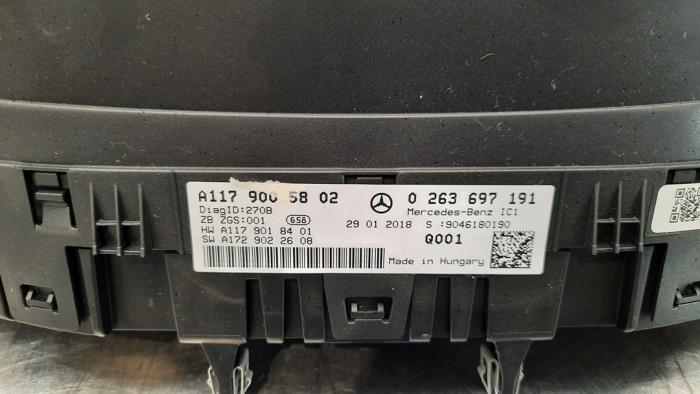 A117 900 58 02
0 263 697 191
DiagID:270B
Mercedes-Benz IC1
ZB ZGS:001
658
29 01 2018
S :9046180190
HW A117 901 84 01
Q001
SW A172 902 26 08
Made in Hungary